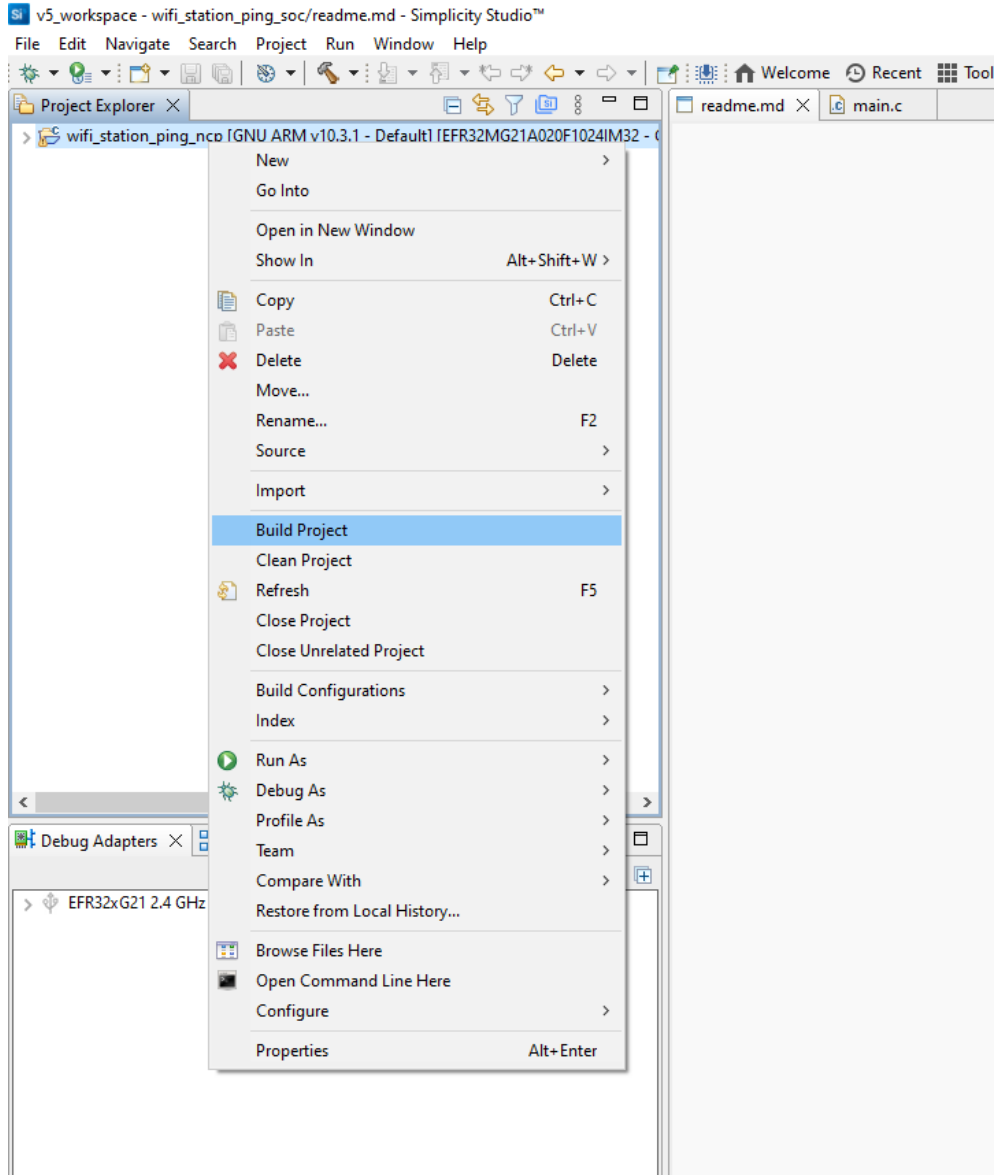 Si v5_workspace - wifi_station_ping_soc/readme.md - Simplicity Studio™
File Edit Navigate Search Project Run Window Help
Welcome Recent Tool
Project Explorer
readme.md .c main.c
wifi_station_ping_ncp [GNU ARM v10.3.1 - Default] [EFR32MG21A020F1024IM32 -
New
Go Into
Open in New Window
Show In Alt+Shift+W
Copy Ctrl+C
Paste Ctrl+V
Delete Delete
Move...
Rename... F2
Source
Import
Build Project
Clean Project
Refresh F5
Close Project
Close Unrelated Project
Build Configurations
Index
Run As
Debug As
Profile As
Team
Compare With
Restore from Local History...
Browse Files Here
Open Command Line Here
Configure
Properties Alt+Enter
Debug Adapters
EFR32xG21 2.4 GHz